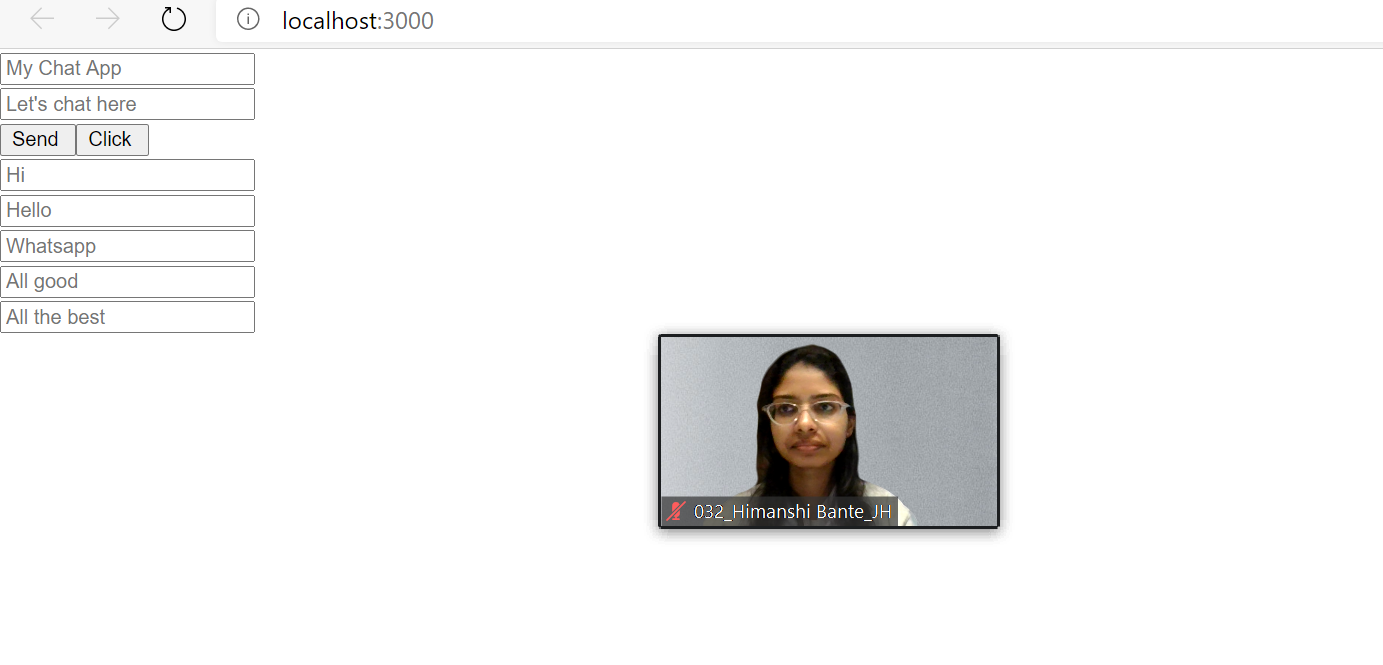 localhost:3000
My Chat App
Let's chat here
Send Click
Hi
Hello
Whatsapp
All good
All the best
032_Himanshi Bante_JH